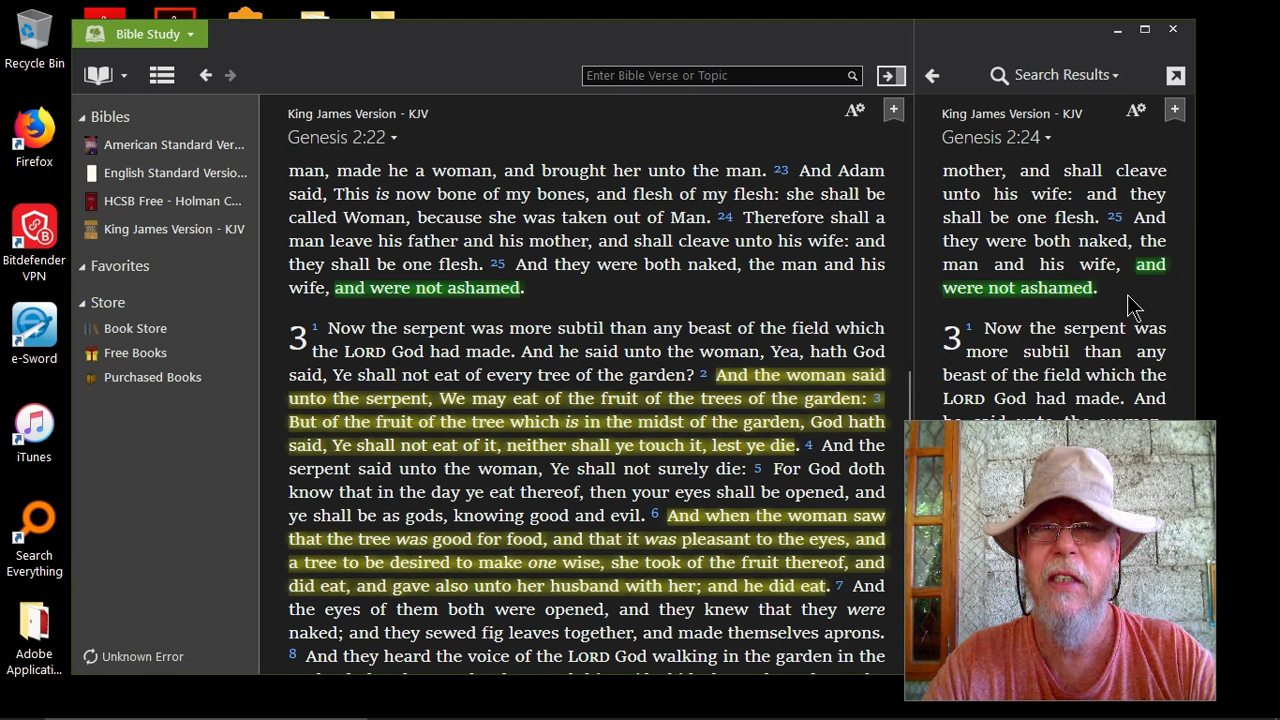 Recycle Bin
Firefox
Bitdefender
VPN
e-Sword
iTunes
Search
Everything
Adobe
Applicati...
Bible Study
Enter Bible Verse or Topic
Search Results
Bibles
American Standard Ver...
English Standard Versio...
HCSB Free - Holman C...
King James Version - KJV
Favorites
Store
Book Store
Free Books
Purchased Books
Unknown Error
King James Version - KJV
Genesis 2:22
man, made he a woman, and brought her unto the man. 23 And Adam
said, This is now bone of my bones, and flesh of my flesh: she shall be
called Woman, because she was taken out of Man. 24 Therefore shall a
man leave his father and his mother, and shall cleave unto his wife: and
they shall be one flesh. 25 And they were both naked, the man and his
wife, and were not ashamed.
3 1 Now the serpent was more subtil than any beast of the field which
the LORD God had made. And he said unto the woman, Yea, hath God
said, Ye shall not eat of every tree of the garden? 2 And the woman said
unto the serpent, We may eat of the fruit of the trees of the garden: 3
But of the fruit of the tree which is in the midst of the garden, God hath
said, Ye shall not eat of it, neither shall ye touch it, lest ye die. 4 And the
serpent said unto the woman, Ye shall not surely die: 5 For God doth
know that in the day ye eat thereof, then your eyes shall be opened, and
ye shall be as gods, knowing good and evil. 6 And when the woman saw
that the tree was good for food, and that it was pleasant to the eyes, and
a tree to be desired to make one wise, she took of the fruit thereof, and
did eat, and gave also unto her husband with her; and he did eat. 7 And
the eyes of them both were opened, and they knew that they were
naked; and they sewed fig leaves together, and made themselves aprons.
8 And they heard the voice of the LORD God walking in the garden in the
King James Version - KJV
Genesis 2:24
mother, and shall cleave
unto his wife: and they
shall be one flesh. 25 And
they were both naked, the
man and his wife, and
were not ashamed.
3 1 Now the serpent was
more subtil than any
beast of the field which the
LORD God had made. And